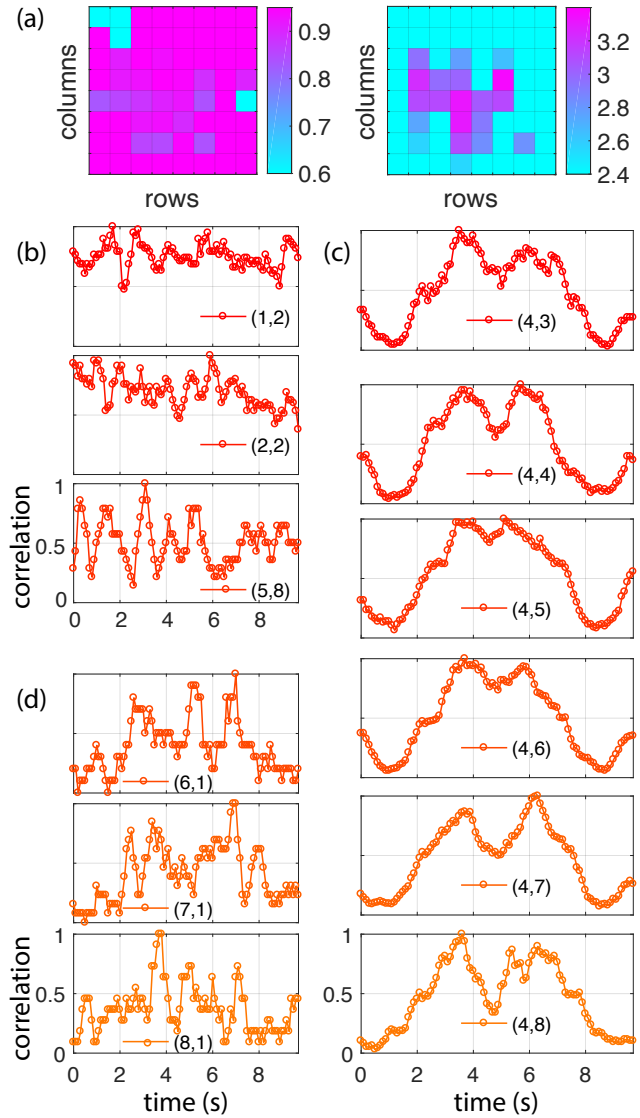 (a)
columns
rows
0.9
0.8
0.7
0.6
columns
rows
3.2
3
2.8
2.6
2.4
(b)
(1,2)
(2,2)
correlation
1
0.5
0
(5,8)
0 2 4 6 8
(c)
(4,3)
(4,4)
(4,5)
(4,6)
(4,7)
(4,8)
1
0.5
0
0 2 4 6 8
time (s)
(d)
(6,1)
(7,1)
correlation
1
0.5
0
(8,1)
0 2 4 6 8
time (s)